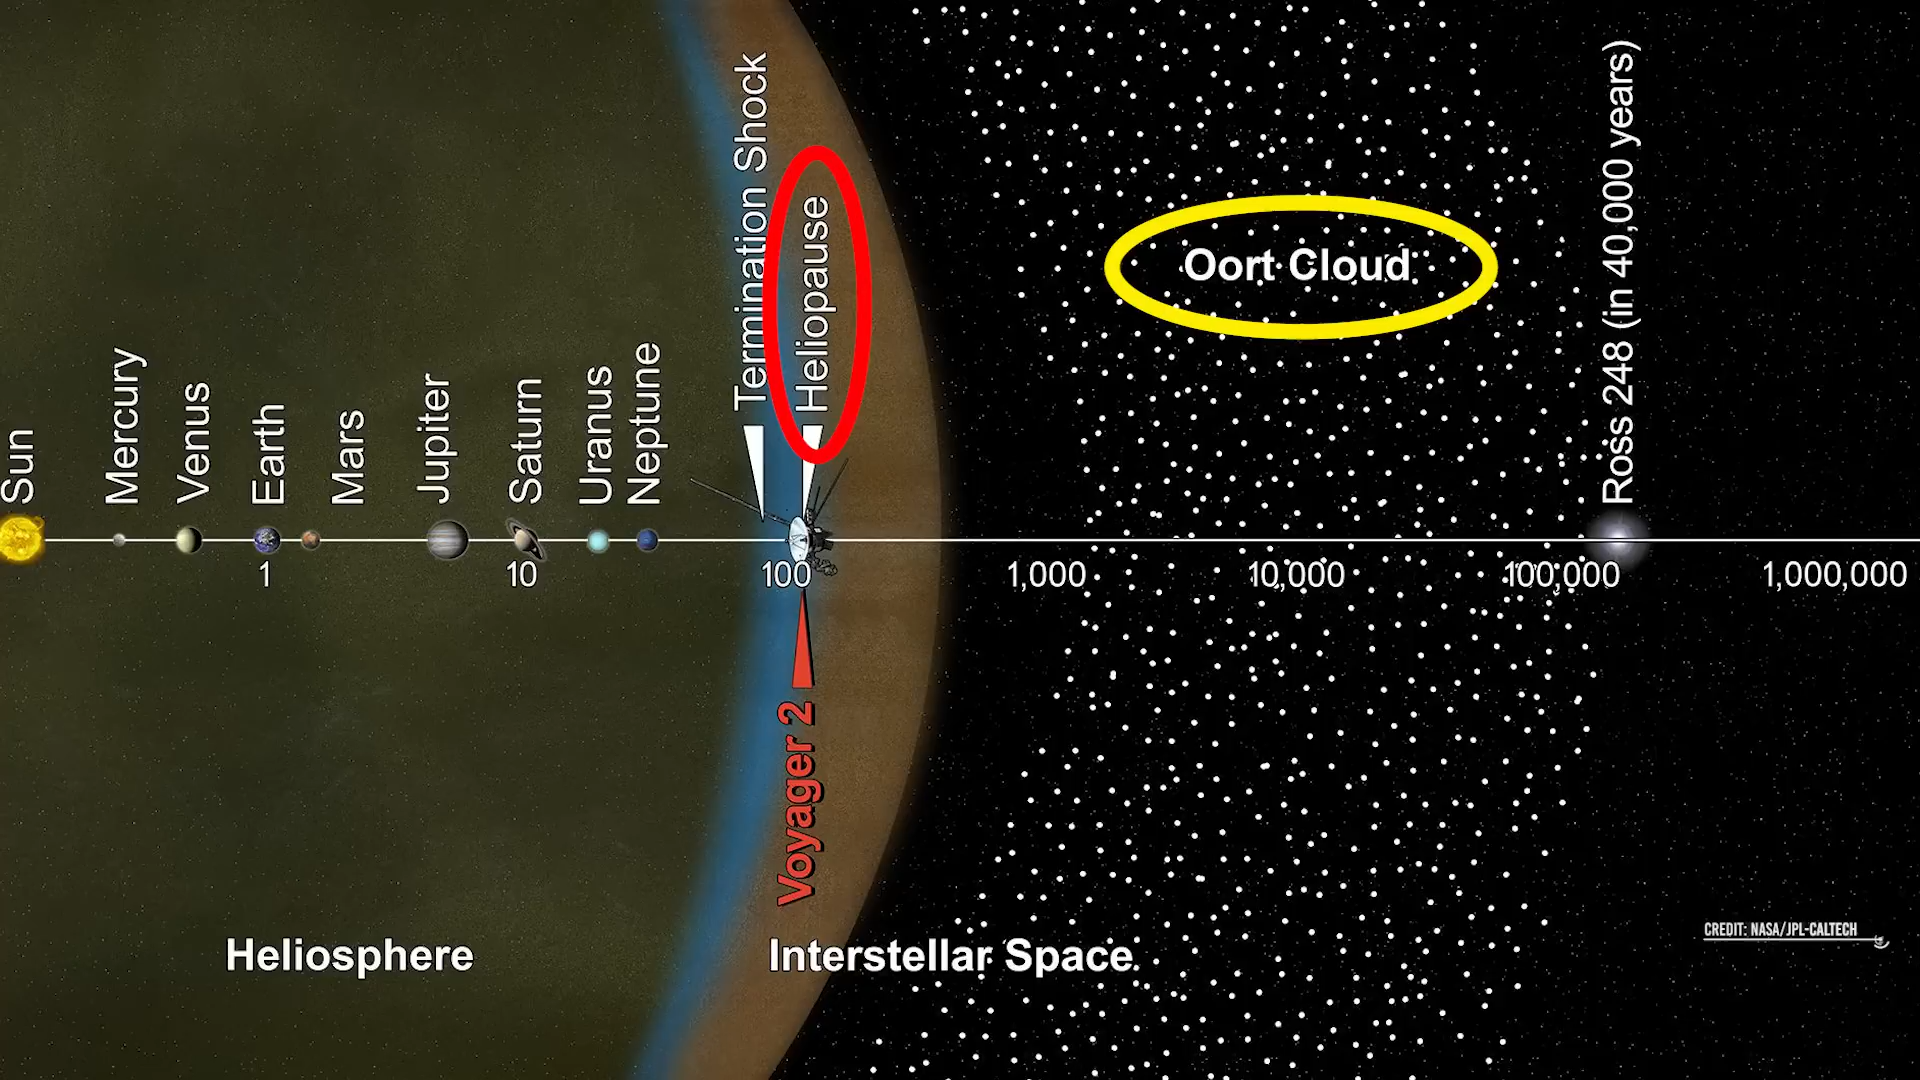 Sun
Mercury
Venus
Earth
Mars
Jupiter
Saturn
Uranus
Neptune
Termination Shock
Heliopause
Oort Cloud
Ross 248 (in 40,000 years)
1
10
100
1,000
10,000
100,000
1,000,000
Voyager 2
Heliosphere
Interstellar Space
CREDIT: NASA/JPL-CALTECH